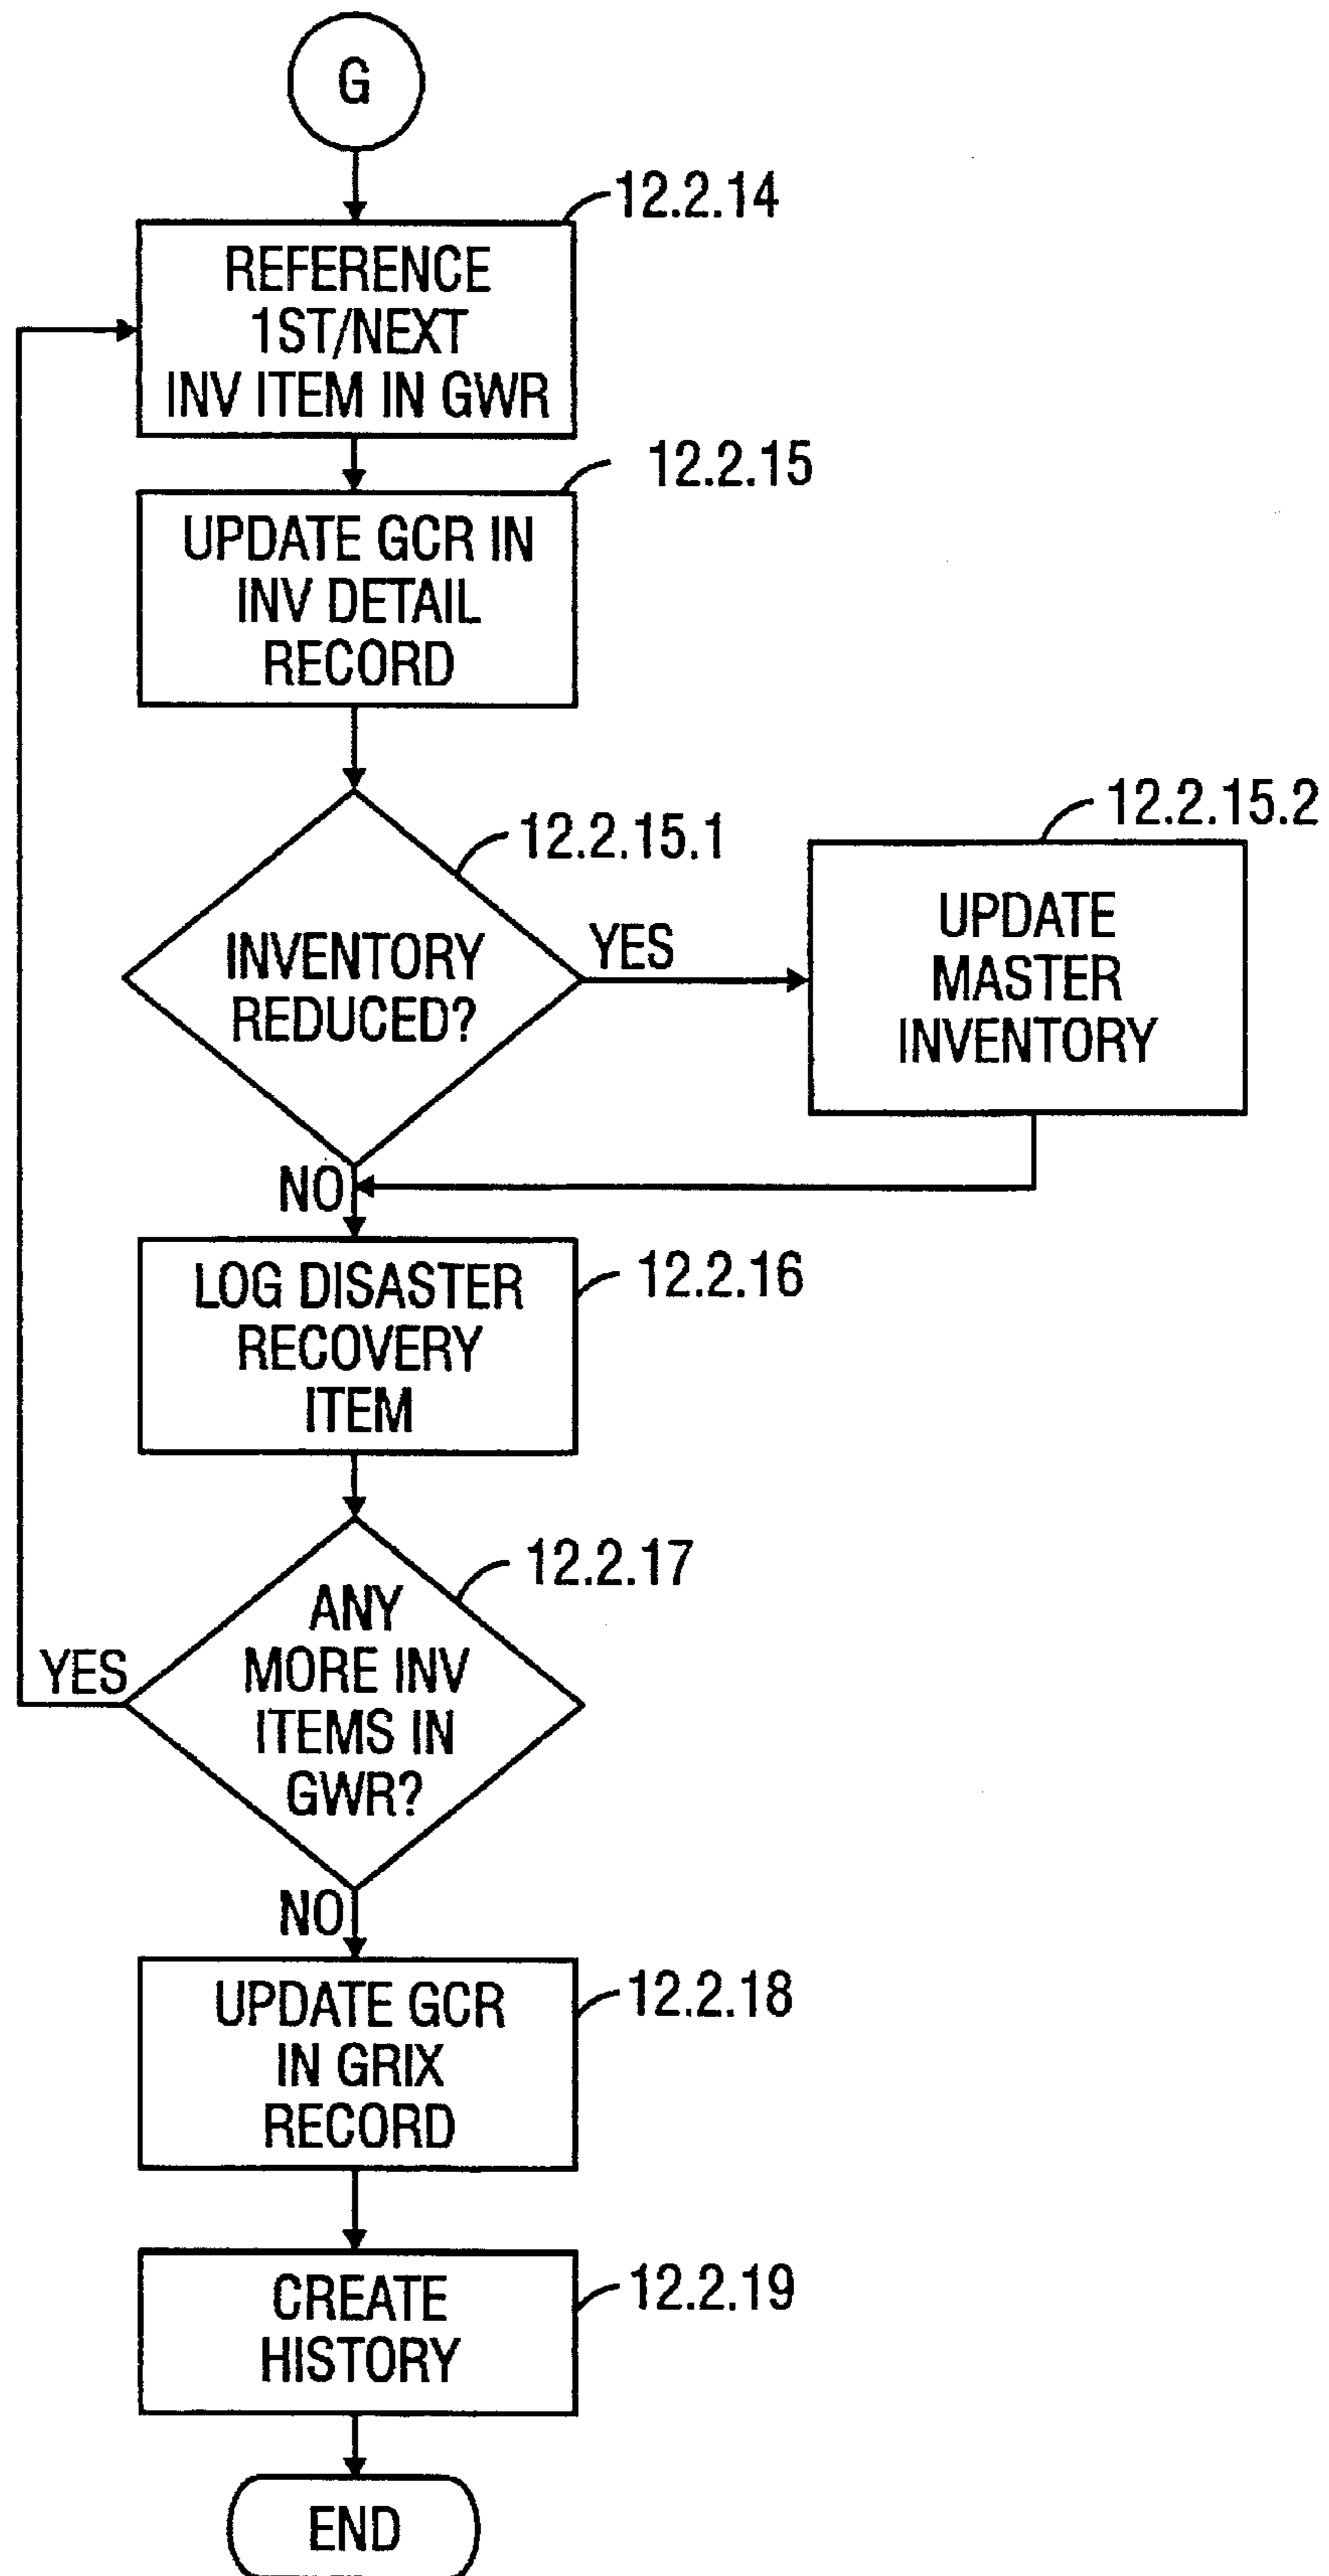 G
12.2.14
REFERENCE
1ST/NEXT
INV ITEM IN GWR
12.2.15
UPDATE GCR IN
INV DETAIL
RECORD
12.2.15.1
INVENTORY
REDUCED?
YES
12.2.15.2
UPDATE
MASTER
INVENTORY
NO
12.2.16
LOG DISASTER
RECOVERY
ITEM
12.2.17
ANY
MORE INV
ITEMS IN
GWR?
YES
NO
12.2.18
UPDATE GCR
IN GRIX
RECORD
12.2.19
CREATE
HISTORY
END